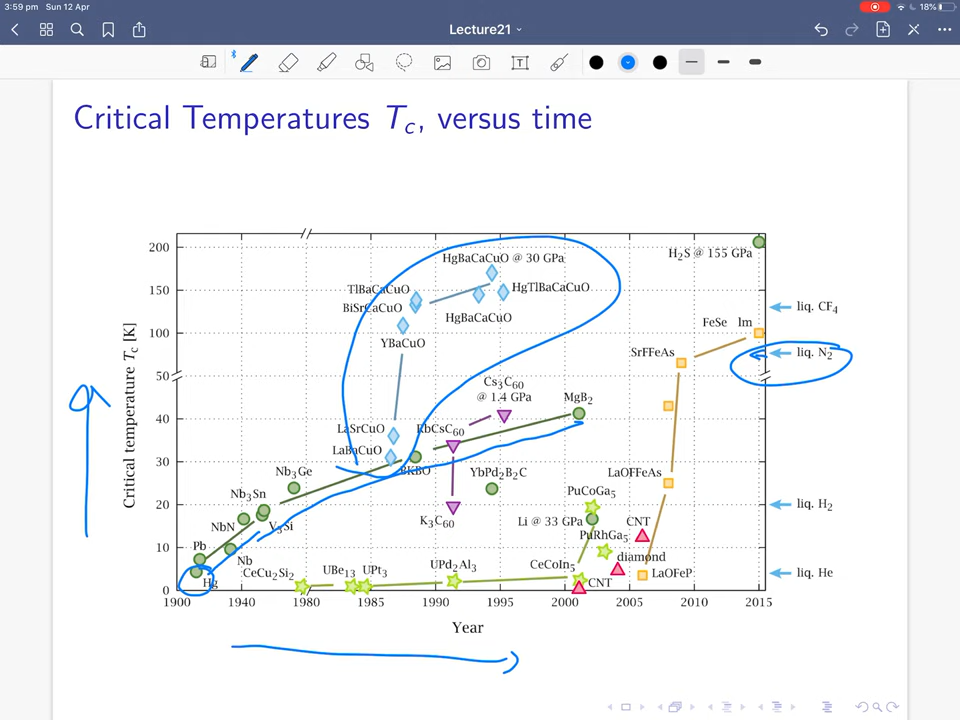 3:59 pm Sun 12 Apr
18%
Lecture21
Critical Temperatures Tc, versus time
200
150
100
50
40
30
20
10
0
Critical temperature TC [K]
1900
1940
1980
1985
1990
1995
2000
2005
2010
2015
Year
HgBaCaCuO @ 30 GPa
H2S @ 155 GPa
TlBaCaCuO
HgTlBaCaCuO
BiSrCaCuO
HgBaCaCuO
YBaCuO
liq. CF4
FeSe lm
SrFFeAs
liq. N2
Cs3C60
@ 1.4 GPa
MgB2
LaSrCuO
RbCsC60
LaBaCuO
BKBO
Nb3Ge
YbPd2B2C
LaOFFeAs
Nb3Sn
PuCoGa5
K3C60
Li @ 33 GPa
CNT
liq. H2
NbN
V3Si
PuRhGa5
Pb
Nb
CeCu2Si2
UBe13
UPt3
UPd2Al3
CeCoIn5
diamond
Hg
CNT
LaOFeP
liq. He